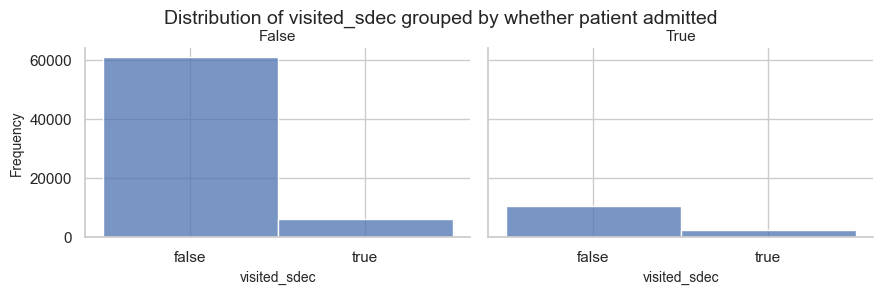 Distribution of visited_sdec grouped by whether patient admitted
False
True
Frequency
60000
40000
20000
0
false
true
false
true
visited_sdec
visited_sdec